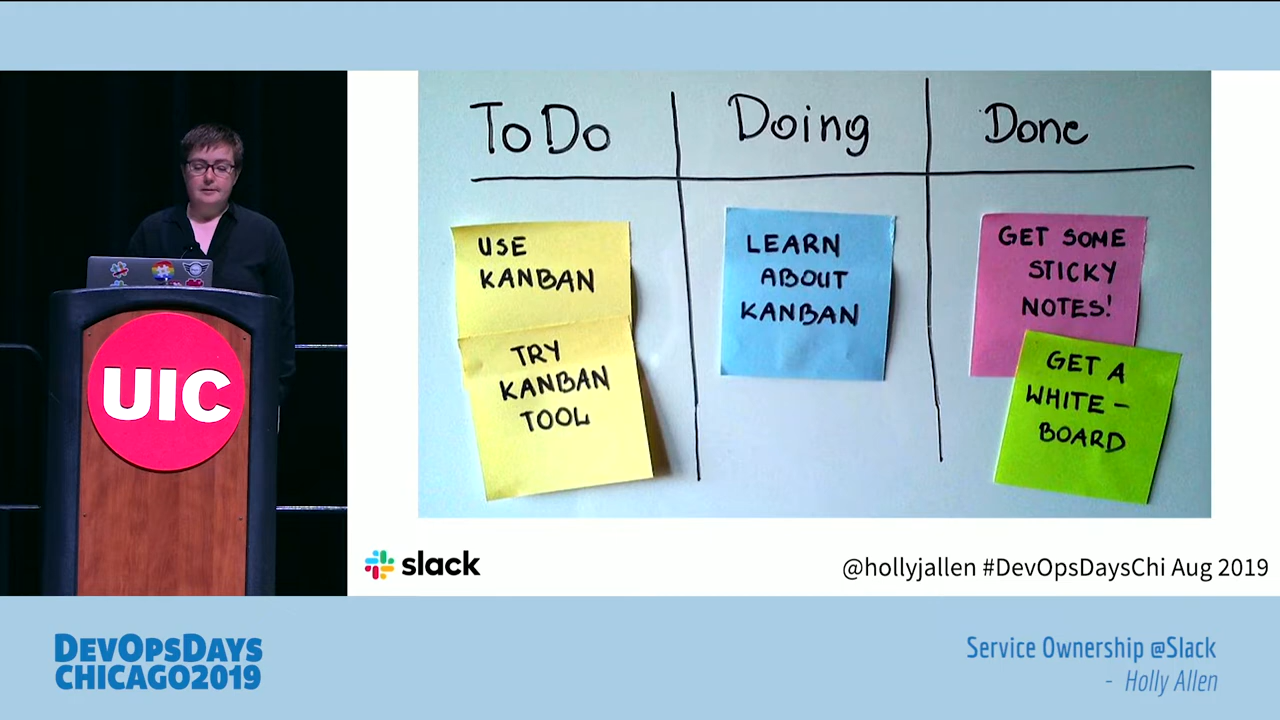 To Do
Doing
Done
USE
KANBAN
TRY
KANBAN
TOOL
LEARN
ABOUT
KANBAN
GET SOME
STICKY
NOTES!
GET A
WHITE-
BOARD
UIC
slack
@hollyjallen #DevOpsDaysChi Aug 2019
DEVOPSDAYS
CHICAGO2019
Service Ownership @Slack
- Holly Allen